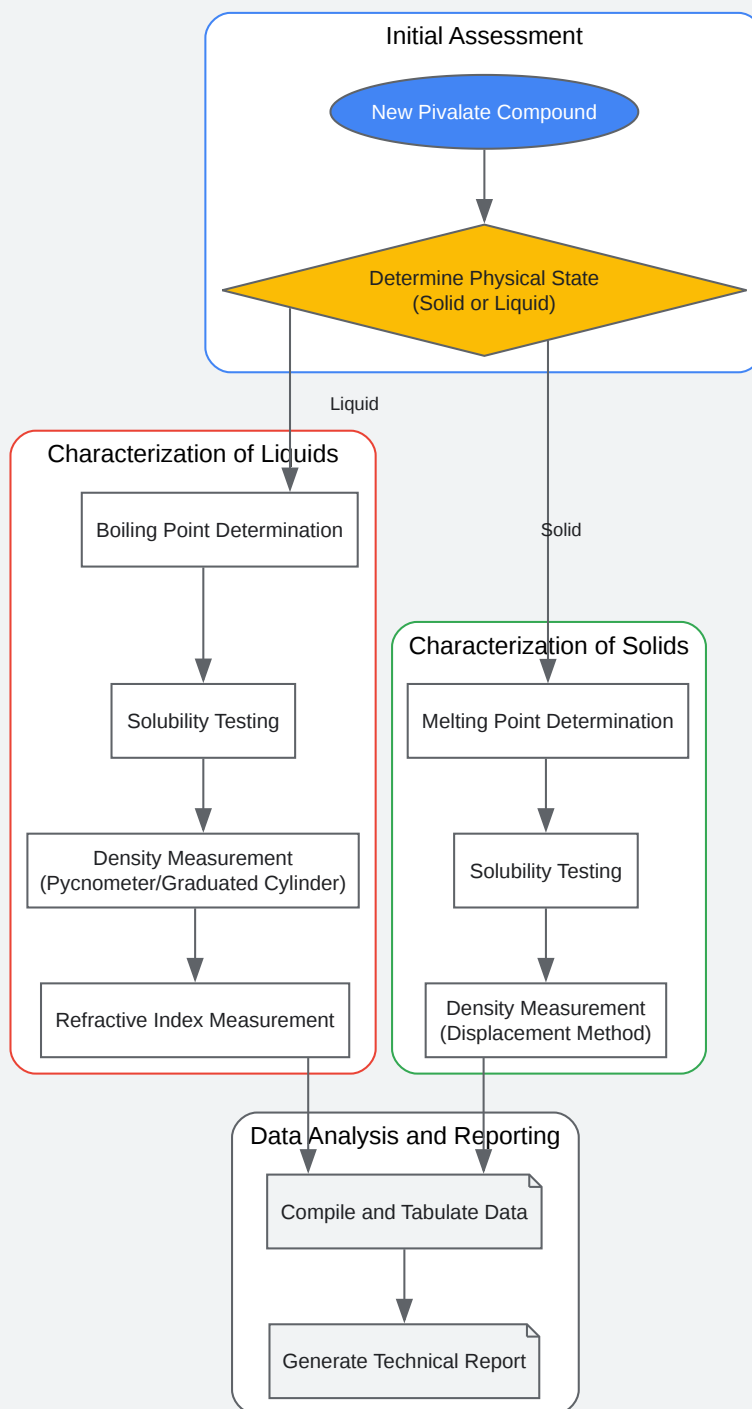 Initial Assessment
New Pivalate Compound
Determine Physical State
(Solid or Liquid)
Liquid
Characterization of Liquids
Boiling Point Determination
Solubility Testing
Density Measurement
(Pycnometer/Graduated Cylinder)
Refractive Index Measurement
Solid
Characterization of Solids
Melting Point Determination
Solubility Testing
Density Measurement
(Displacement Method)
Data Analysis and Reporting
Compile and Tabulate Data
Generate Technical Report